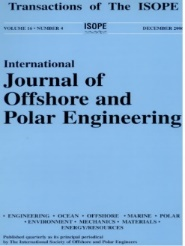 Transactions of The ISOPE
ISOPE
VOLUME 16 • NUMBER 4
DECEMBER 2006
International
Journal of
Offshore and
Polar Engineering
• ENGINEERING • OCEAN • OFFSHORE • MARINE • POLAR
• ENVIRONMENT • MECHANICS • MATERIALS •
ENERGY/RESOURCES
Published quarterly as its principal periodical
by The International Society of Offshore and Polar Engineers